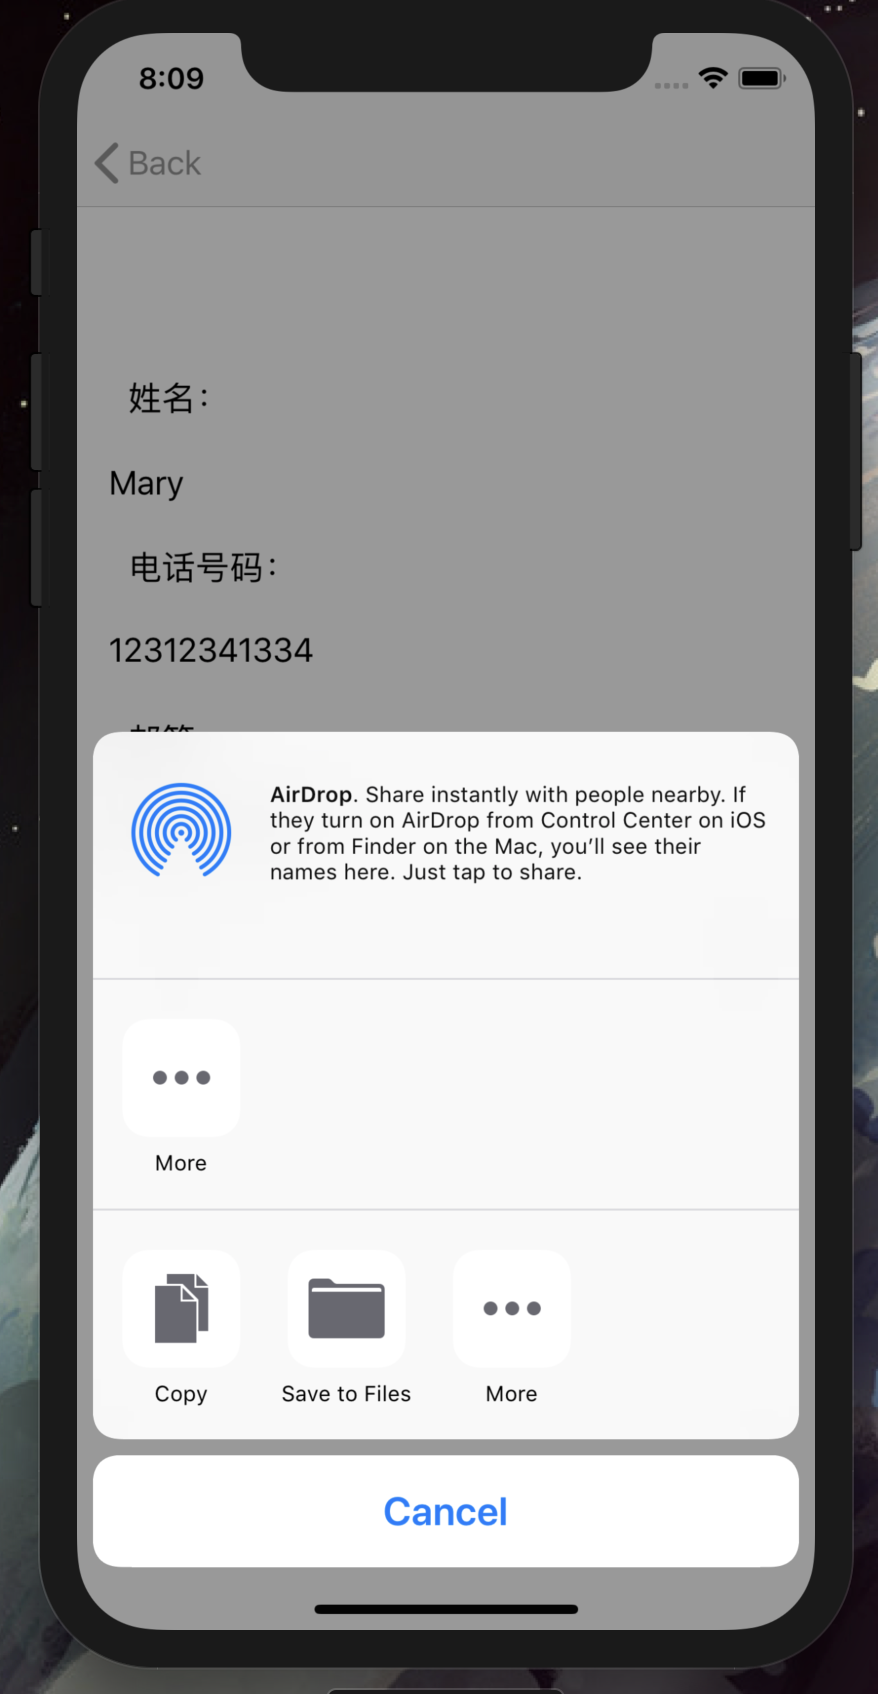 8:09
Back
姓名：
Mary
电话号码：
12312341334
AirDrop. Share instantly with people nearby. If
they turn on AirDrop from Control Center on iOS
or from Finder on the Mac, you’ll see their
names here. Just tap to share.
More
Copy
Save to Files
More
Cancel